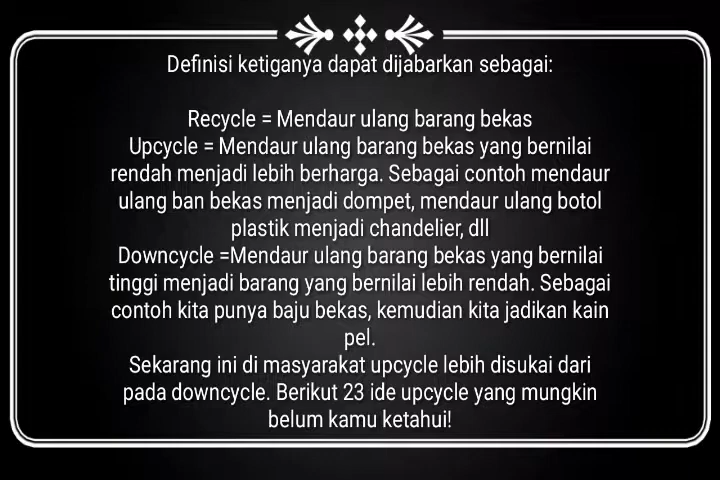 Definisi ketiganya dapat dijabarkan sebagai:
Recycle = Mendaur ulang barang bekas
Upcycle = Mendaur ulang barang bekas yang bernilai
rendah menjadi lebih berharga. Sebagai contoh mendaur
ulang ban bekas menjadi dompet, mendaur ulang botol
plastik menjadi chandelier, dll
Downcycle =Mendaur ulang barang bekas yang bernilai
tinggi menjadi barang yang bernilai lebih rendah. Sebagai
contoh kita punya baju bekas, kemudian kita jadikan kain
pel.
Sekarang ini di masyarakat upcycle lebih disukai dari
pada downcycle. Berikut 23 ide upcycle yang mungkin
belum kamu ketahui!